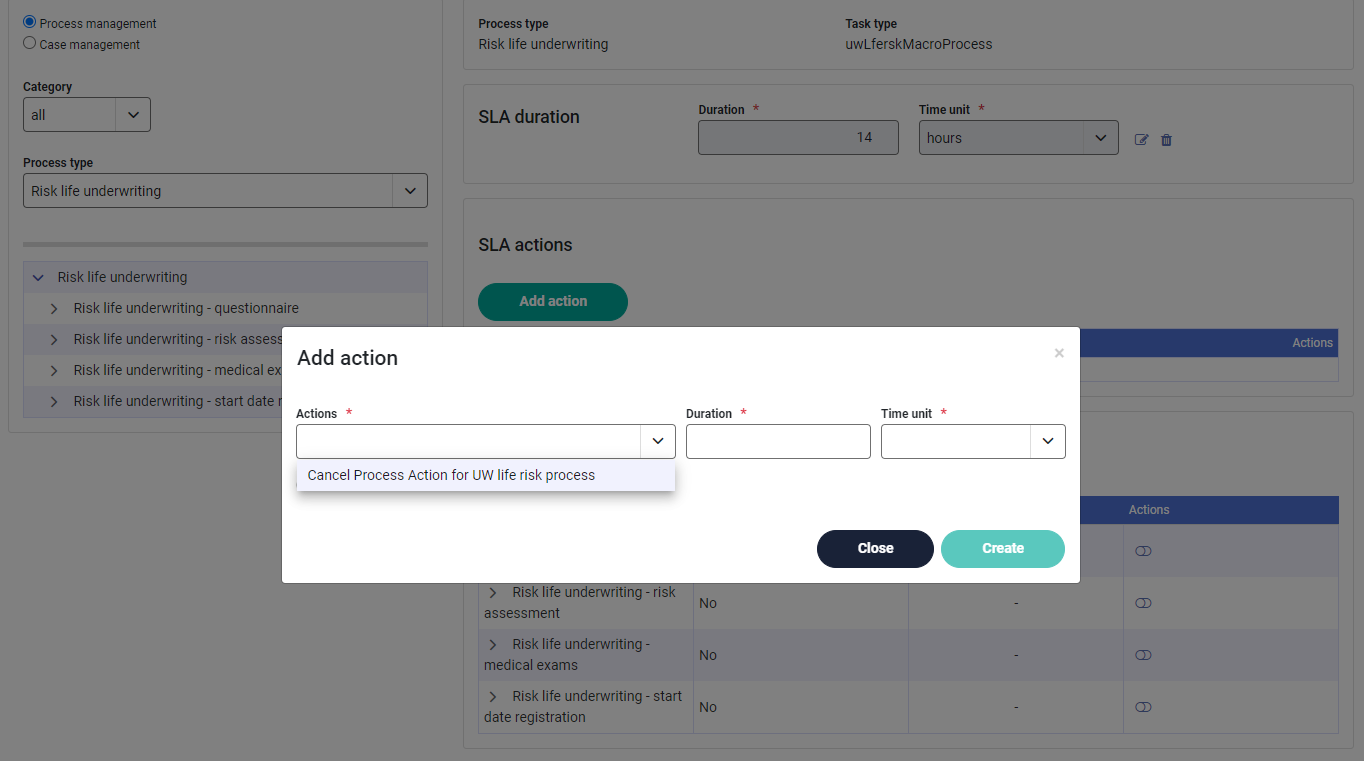 Process management
Case management
Category
all
Process type
Risk life underwriting
Risk life underwriting
Risk life underwriting - questionnaire
Risk life underwriting - risk assess
Risk life underwriting - medical ex
Risk life underwriting - start date r
Process type
Risk life underwriting
Task type
uwLferskMacroProcess
SLA duration
Duration *
14
Time unit *
hours
SLA actions
Add action
Actions
Add action
×
Actions *
Duration *
Time unit *
Cancel Process Action for UW life risk process
Close
Create
Actions
Risk life underwriting - risk
assessment
No
-
Risk life underwriting -
medical exams
No
-
Risk life underwriting - start
date registration
No
-